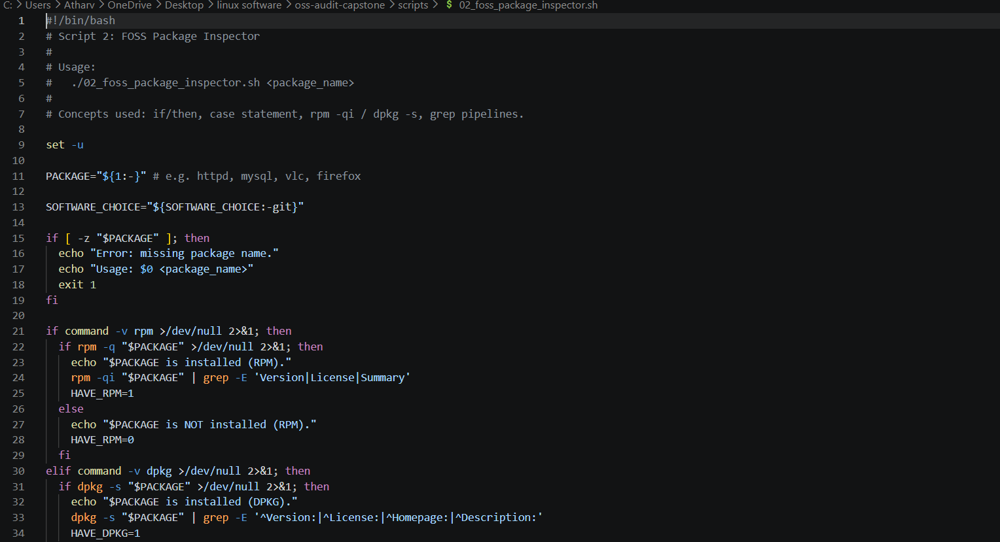 C: > Users > Atharv > OneDrive > Desktop > linux software > oss-audit-capstone > scripts > $ 02_foss_package_inspector.sh
1 #!/bin/bash
2 # Script 2: FOSS Package Inspector
3 #
4 # Usage:
5 #   ./02_foss_package_inspector.sh <package_name>
6 #
7 # Concepts used: if/then, case statement, rpm -qi / dpkg -s, grep pipelines.
8
9 set -u
10
11 PACKAGE="${1:-}" # e.g. httpd, mysql, vlc, firefox
12
13 SOFTWARE_CHOICE="${SOFTWARE_CHOICE:-git}"
14
15 if [ -z "$PACKAGE" ]; then
16   echo "Error: missing package name."
17   echo "Usage: $0 <package_name>"
18   exit 1
19 fi
20
21 if command -v rpm >/dev/null 2>&1; then
22   if rpm -q "$PACKAGE" >/dev/null 2>&1; then
23     echo "$PACKAGE is installed (RPM)."
24     rpm -qi "$PACKAGE" | grep -E 'Version|License|Summary'
25     HAVE_RPM=1
26   else
27     echo "$PACKAGE is NOT installed (RPM)."
28     HAVE_RPM=0
29   fi
30 elif command -v dpkg >/dev/null 2>&1; then
31   if dpkg -s "$PACKAGE" >/dev/null 2>&1; then
32     echo "$PACKAGE is installed (DPKG)."
33     dpkg -s "$PACKAGE" | grep -E '^Version:|^License:|^Homepage:|^Description:'
34     HAVE_DPKG=1